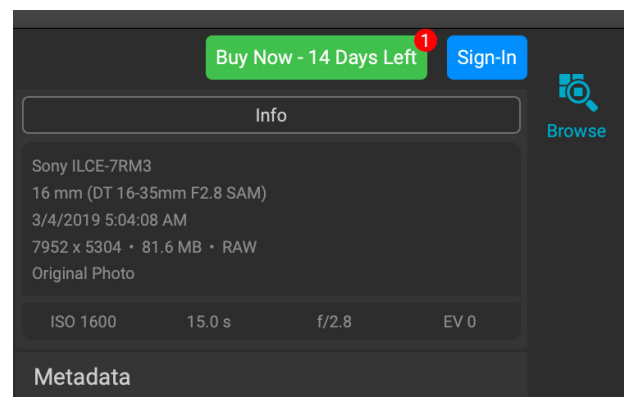 Buy Now - 14 Days Left
1
Sign-In
Browse
Info
Sony ILCE-7RM3
16 mm (DT 16-35mm F2.8 SAM)
3/4/2019 5:04:08 AM
7952 x 5304 • 81.6 MB • RAW
Original Photo
ISO 1600 15.0 s f/2.8 EV 0
Metadata